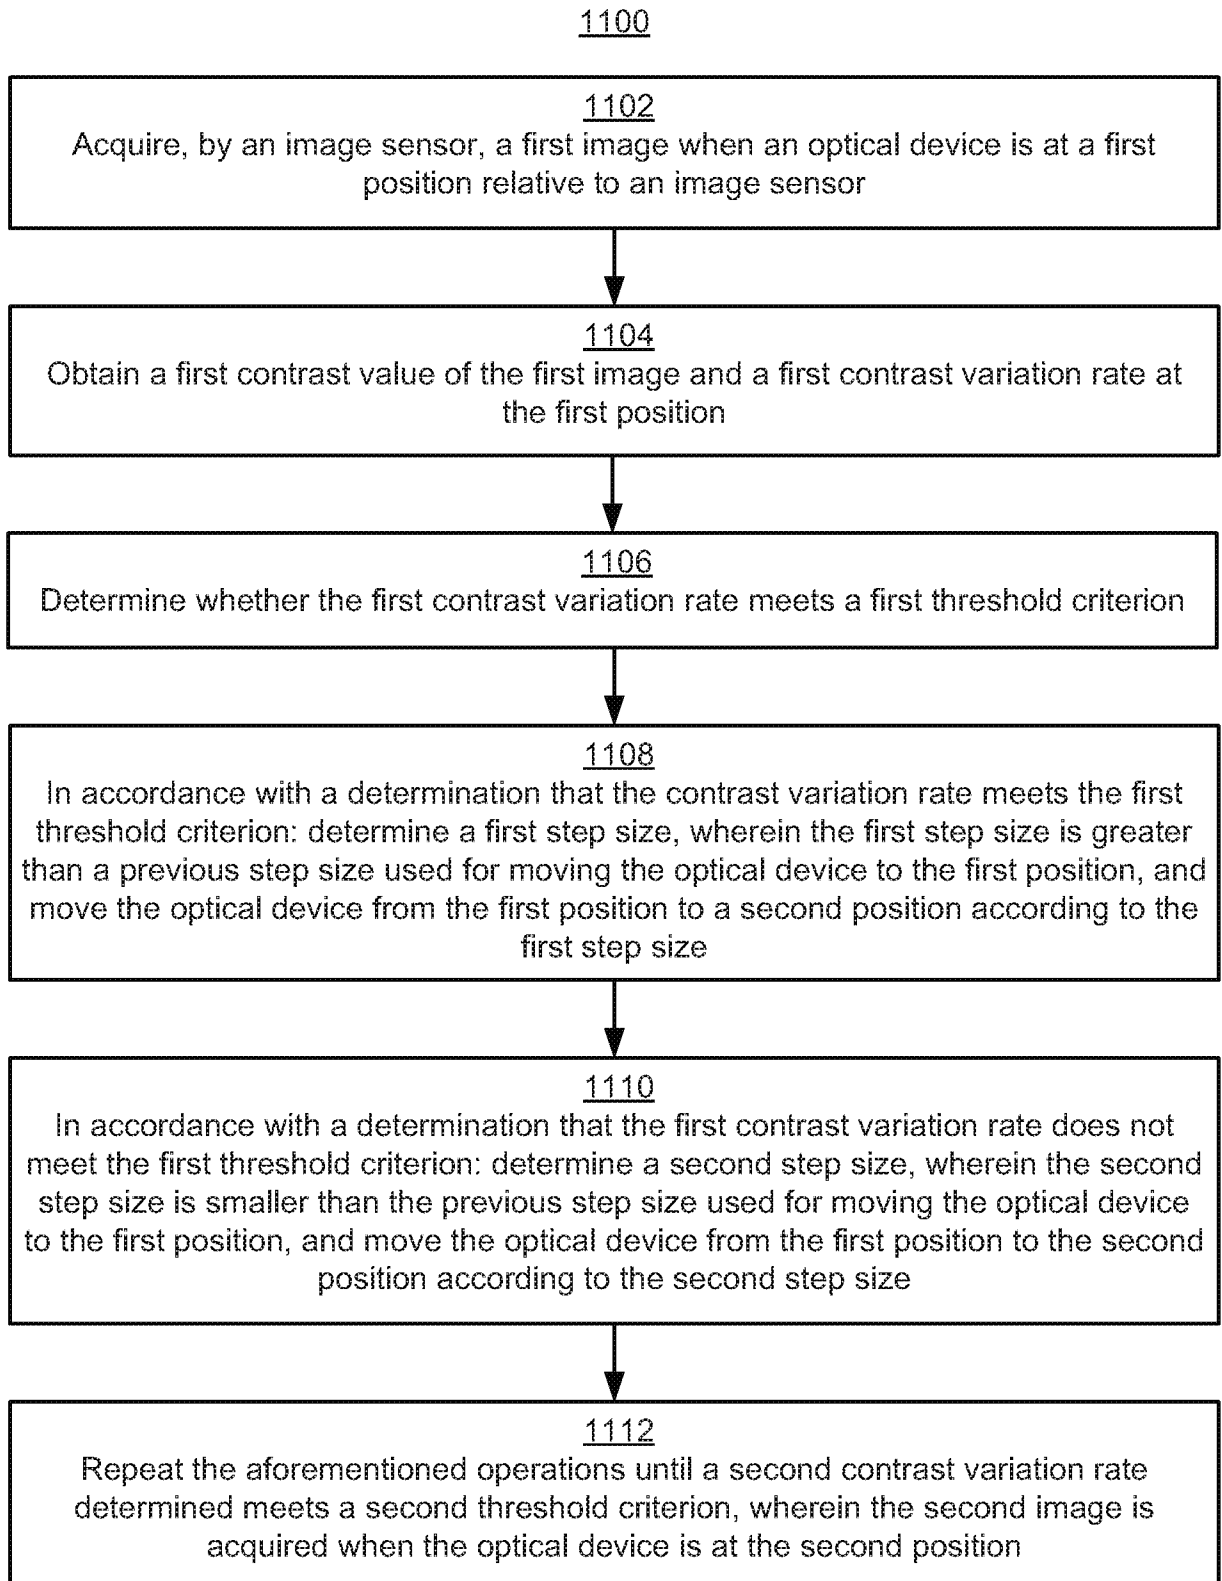 1100
1102
Acquire, by an image sensor, a first image when an optical device is at a first
position relative to an image sensor
1104
Obtain a first contrast value of the first image and a first contrast variation rate at
the first position
1106
Determine whether the first contrast variation rate meets a first threshold criterion
1108
In accordance with a determination that the contrast variation rate meets the first
threshold criterion: determine a first step size, wherein the first step size is greater
than a previous step size used for moving the optical device to the first position, and
move the optical device from the first position to a second position according to the
first step size
1110
In accordance with a determination that the first contrast variation rate does not
meet the first threshold criterion: determine a second step size, wherein the second
step size is smaller than the previous step size used for moving the optical device
to the first position, and move the optical device from the first position to the second
position according to the second step size
1112
Repeat the aforementioned operations until a second contrast variation rate
determined meets a second threshold criterion, wherein the second image is
acquired when the optical device is at the second position